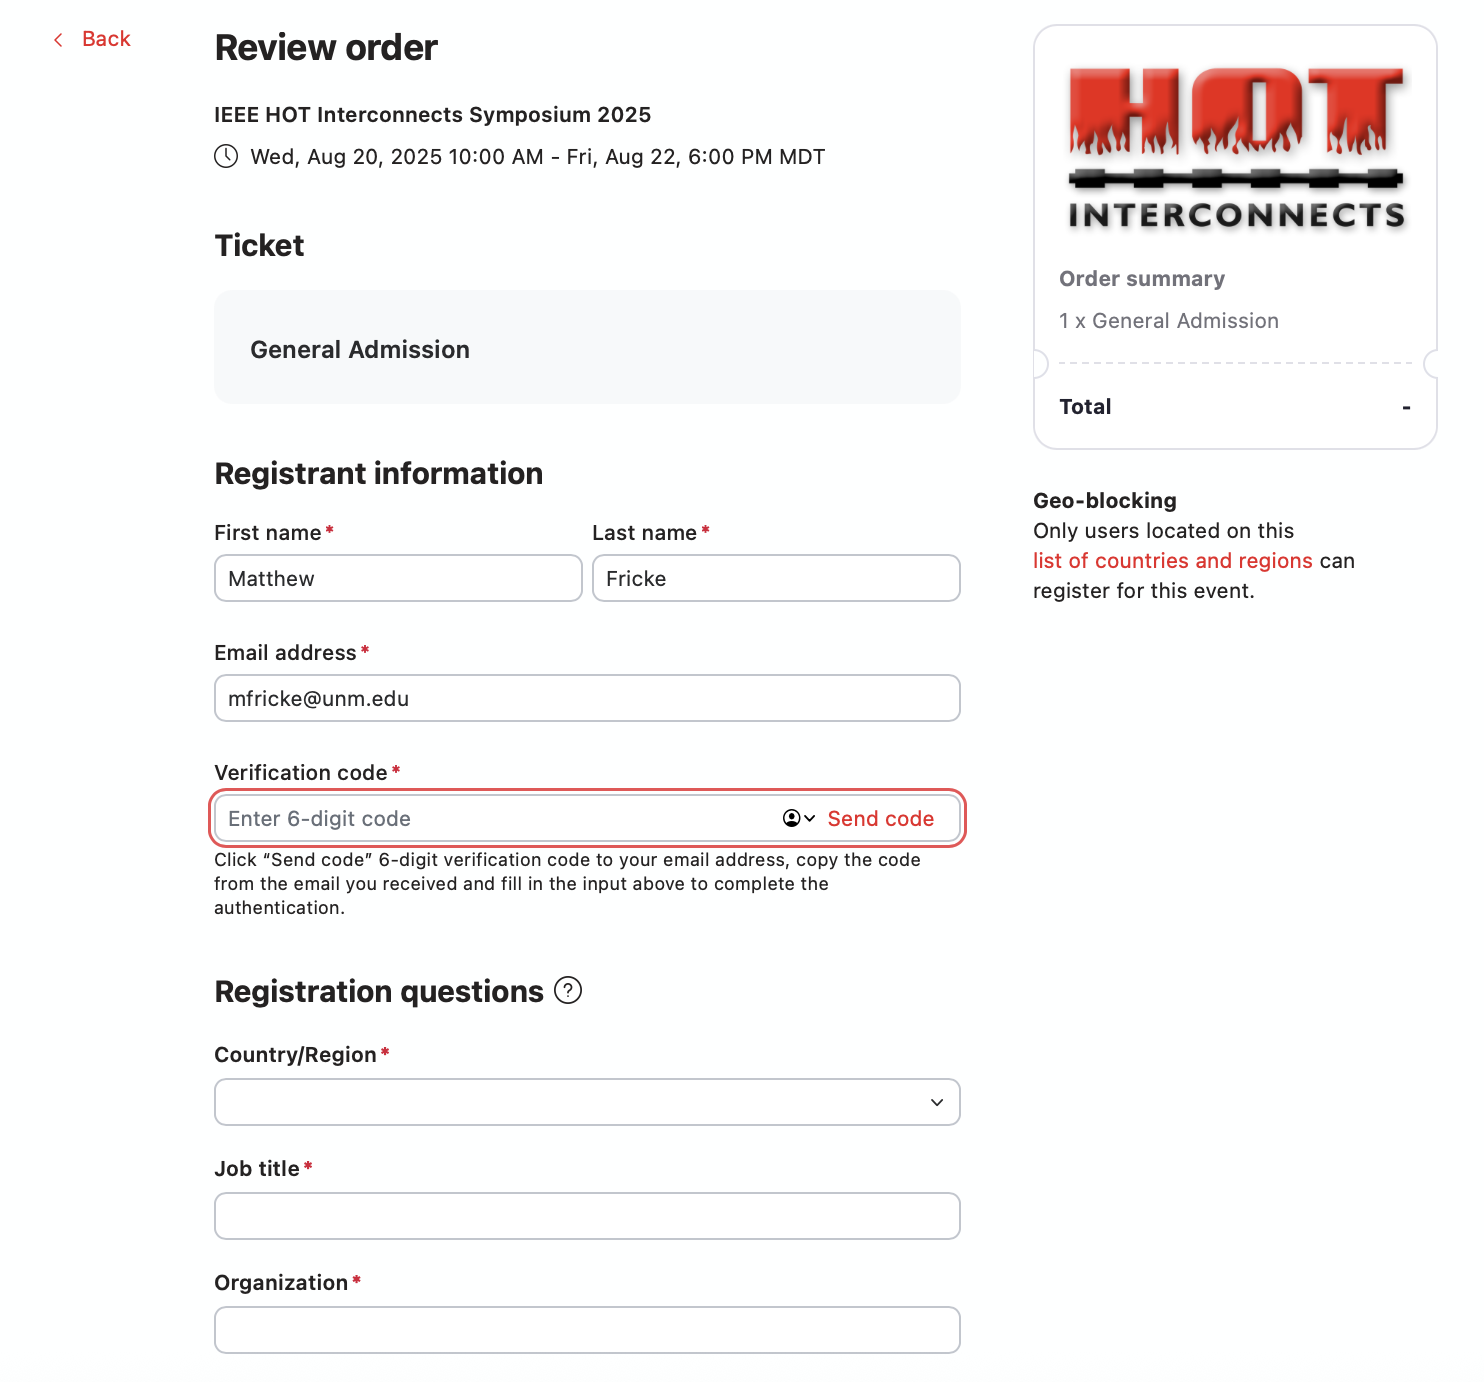 Back
Review order
IEEE HOT Interconnects Symposium 2025
Wed, Aug 20, 2025 10:00 AM - Fri, Aug 22, 6:00 PM MDT
Ticket
General Admission
Registrant information
First name*
Last name*
Matthew
Fricke
Email address*
mfricke@unm.edu
Verification code*
Enter 6-digit code
Send code
Click “Send code” 6-digit verification code to your email address, copy the code
from the email you received and fill in the input above to complete the
authentication.
Registration questions ?
Country/Region*
Job title*
Organization*
HOT
INTERCONNECTS
Order summary
1 x General Admission
Total -
Geo-blocking
Only users located on this
list of countries and regions can
register for this event.